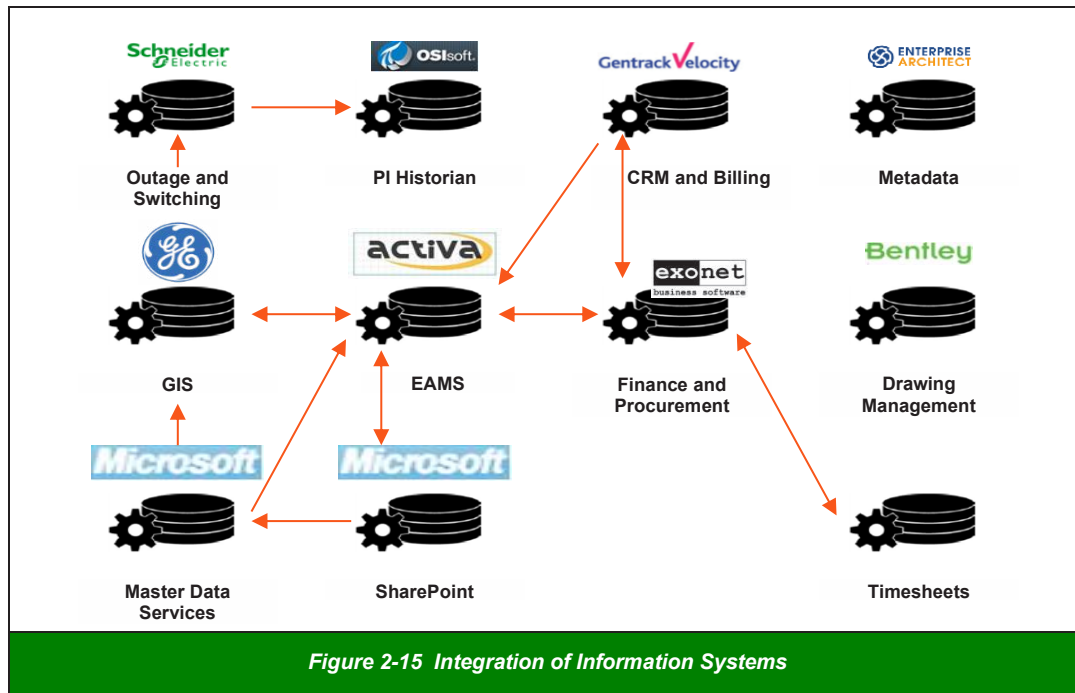 Schneider
Electric
OSIsoft.
Gentrack Velocity
ENTERPRISE
ARCHITECT
Outage and
Switching
PI Historian
CRM and Billing
Metadata
GE
activa
exonet
business software
Bentley
GIS
EAMS
Finance and
Procurement
Drawing
Management
Microsoft
Microsoft
Master Data
Services
SharePoint
Timesheets
Figure 2-15 Integration of Information Systems